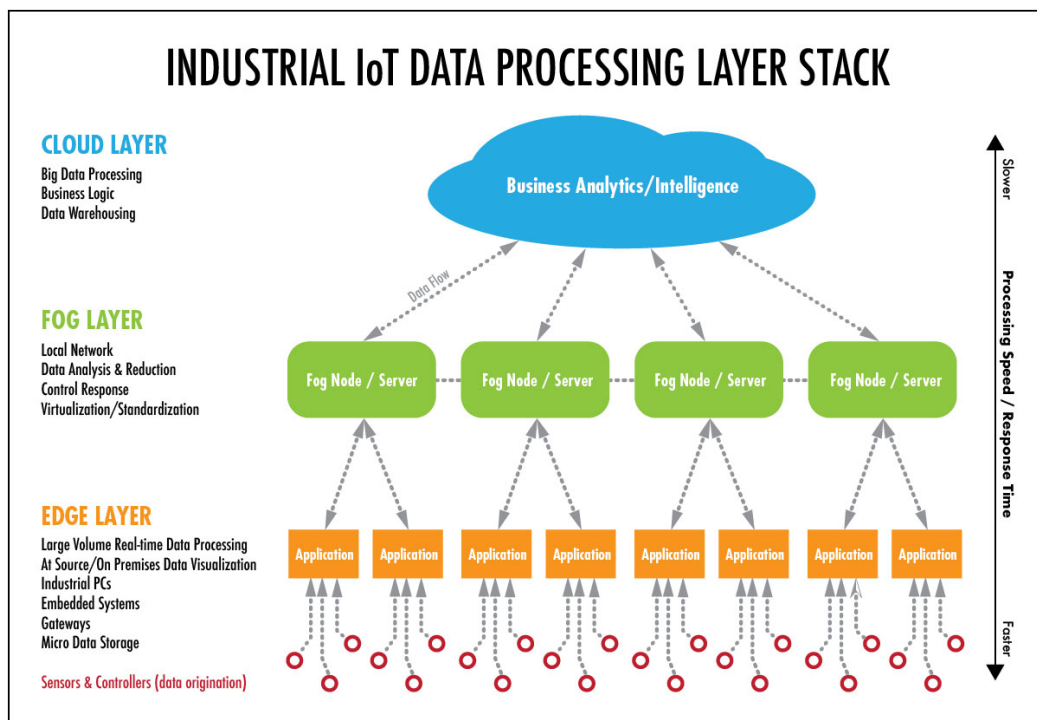 INDUSTRIAL IoT DATA PROCESSING LAYER STACK
CLOUD LAYER
Big Data Processing
Business Logic
Data Warehousing
Business Analytics/Intelligence
Slower
Data Flow
FOG LAYER
Local Network
Data Analysis & Reduction
Control Response
Virtualization/Standardization
Fog Node / Server
Fog Node / Server
Fog Node / Server
Fog Node / Server
Processing Speed / Response Time
EDGE LAYER
Large Volume Real-time Data Processing
At Source/On Premises Data Visualization
Industrial PCs
Embedded Systems
Gateways
Micro Data Storage
Application
Application
Application
Application
Application
Application
Application
Application
Faster
Sensors & Controllers (data origination)